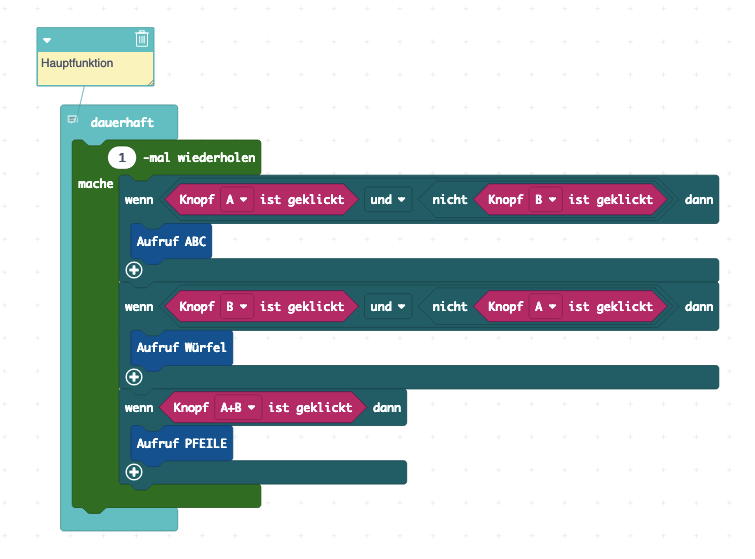 Hauptfunktion
dauerhaft
1 -mal wiederholen
mache
wenn Knopf A ist geklickt und nicht Knopf B ist geklickt dann
Aufruf ABC
wenn Knopf B ist geklickt und nicht Knopf A ist geklickt dann
Aufruf Würfel
wenn Knopf A+B ist geklickt dann
Aufruf PFEILE